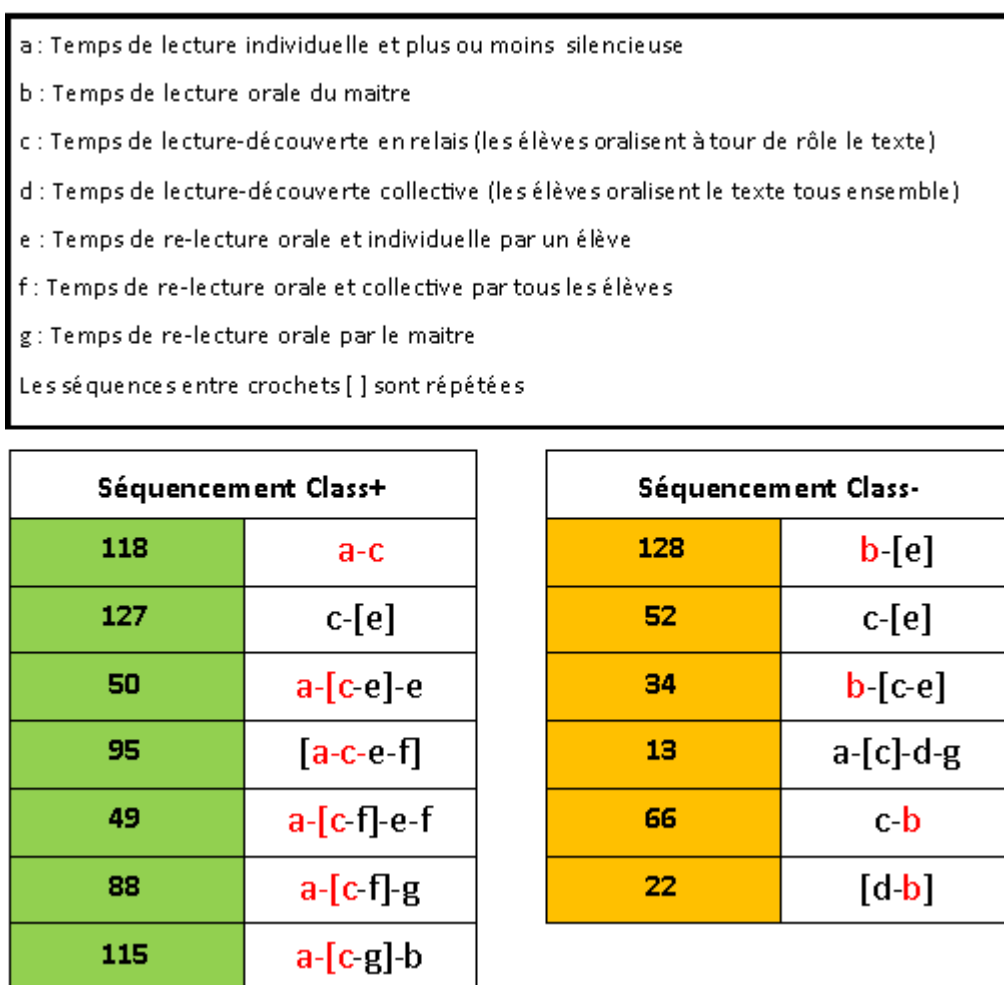 a : Temps de lecture individuelle et plus ou moins silencieuse
b : Temps de lecture orale du maitre
c : Temps de lecture-découverte en relais (les élèves oralisent à tour de rôle le texte)
d : Temps de lecture-découverte collective (les élèves oralisent le texte tous ensemble)
e : Temps de re-lecture orale et individuelle par un élève
f : Temps de re-lecture orale et collective par tous les élèves
g : Temps de re-lecture orale par le maitre
Les séquences entre crochets [ ] sont répétées
Séquencement Class+
118 a-c
127 c-[e]
50 a-[c-e]-e
95 [a-c-e-f]
49 a-[c-f]-e-f
88 a-[c-f]-g
115 a-[c-g]-b
Séquencement Class-
128 b-[e]
52 c-[e]
34 b-[c-e]
13 a-[c]-d-g
66 c-b
22 [d-b]